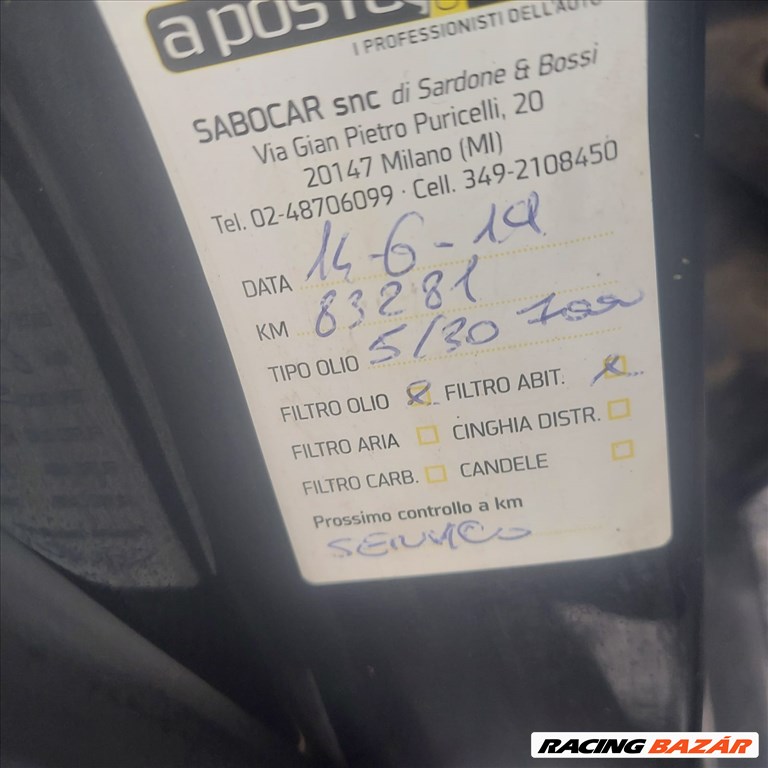 a posto
I PROFESSIONISTI DELL'AUTO
SABOCAR snc di Sardone & Bossi
Via Gian Pietro Puricelli, 20
20147 Milano (MI)
Tel. 02-48706099 · Cell. 349-2108450
DATA 14-6-19
KM 83281
TIPO OLIO 5/30
FILTRO OLIO X FILTRO ABIT. X
FILTRO ARIA CINGHIA DISTR.
FILTRO CARB. CANDELE
Prossimo controllo a km
RACING BAZÁR